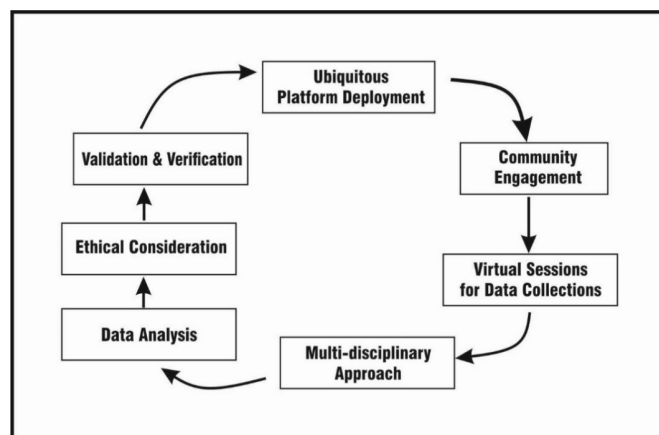 Ubiquitous
Platform Deployment
Community
Engagement
Virtual Sessions
for Data Collections
Multi-disciplinary
Approach
Data Analysis
Ethical Consideration
Validation & Verification